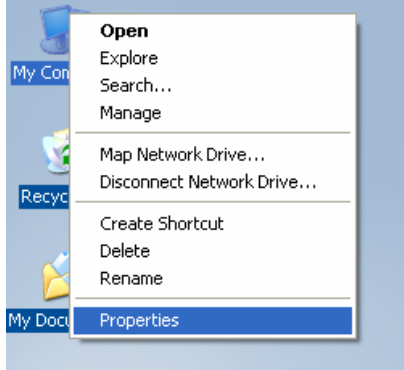 Open
Explore
My Com
Search...
Manage
Map Network Drive...
Disconnect Network Drive...
Recyc
Create Shortcut
Delete
Rename
My Docu
Properties